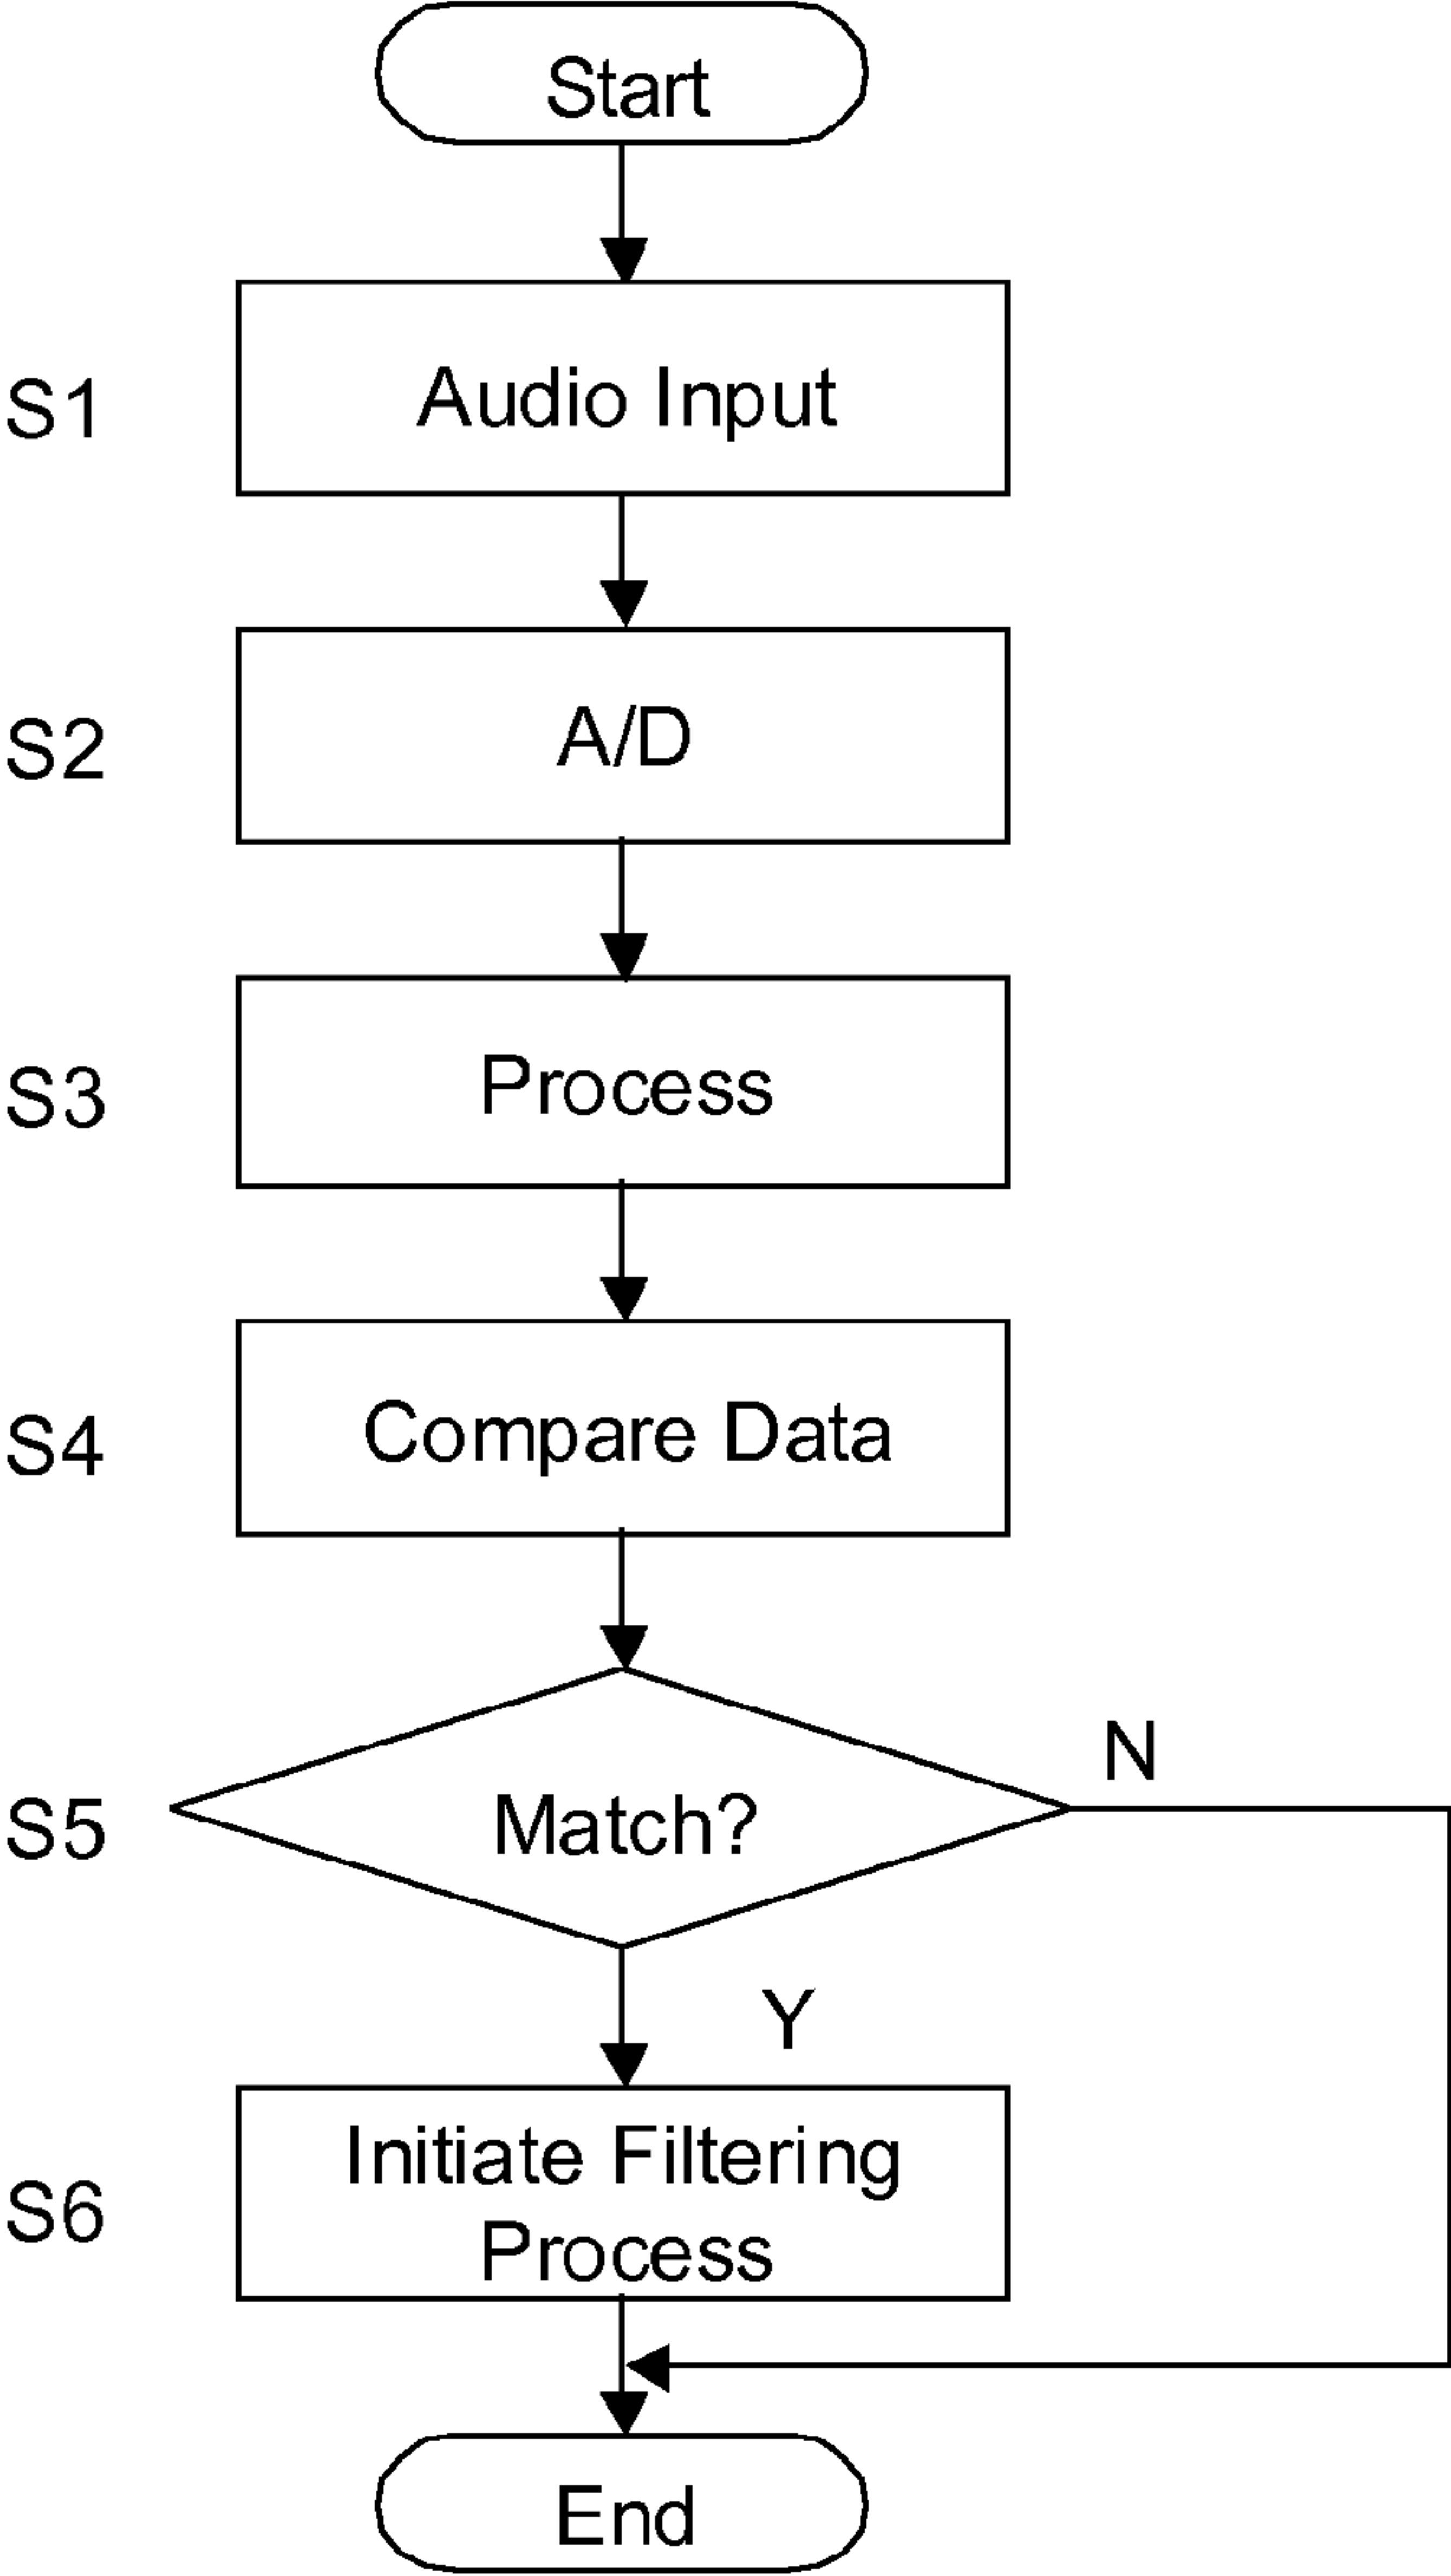 Start
S1
Audio Input
S2
A/D
S3
Process
S4
Compare Data
S5
Match?
N
Y
S6
Initiate Filtering
Process
End